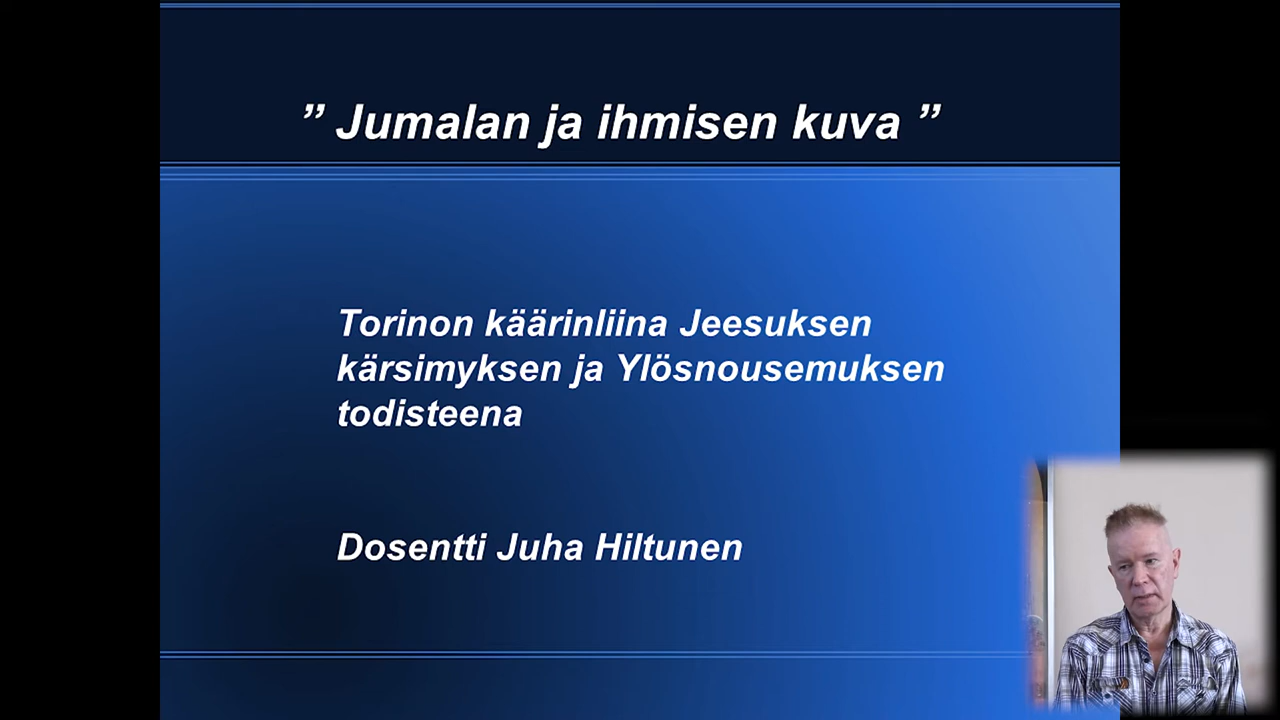 ” Jumalan ja ihmisen kuva ”
Torinon käärinliina Jeesuksen
kärsimyksen ja Ylösnousemuksen
todisteena
Dosentti Juha Hiltunen